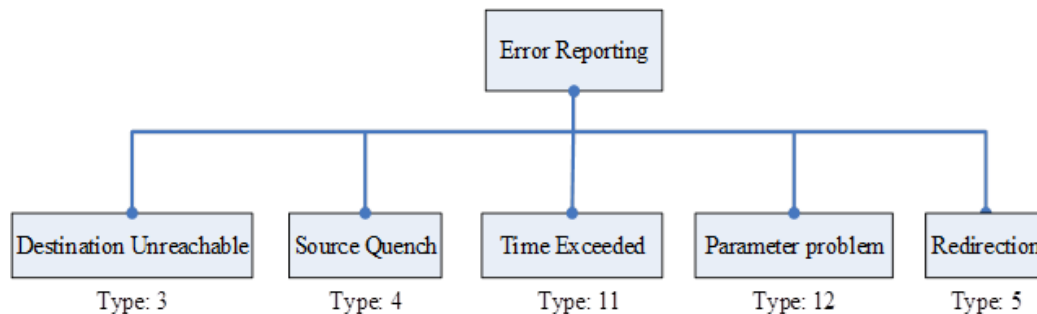 Error Reporting
Destination Unreachable
Source Quench
Time Exceeded
Parameter problem
Redirection
Type: 3
Type: 4
Type: 11
Type: 12
Type: 5